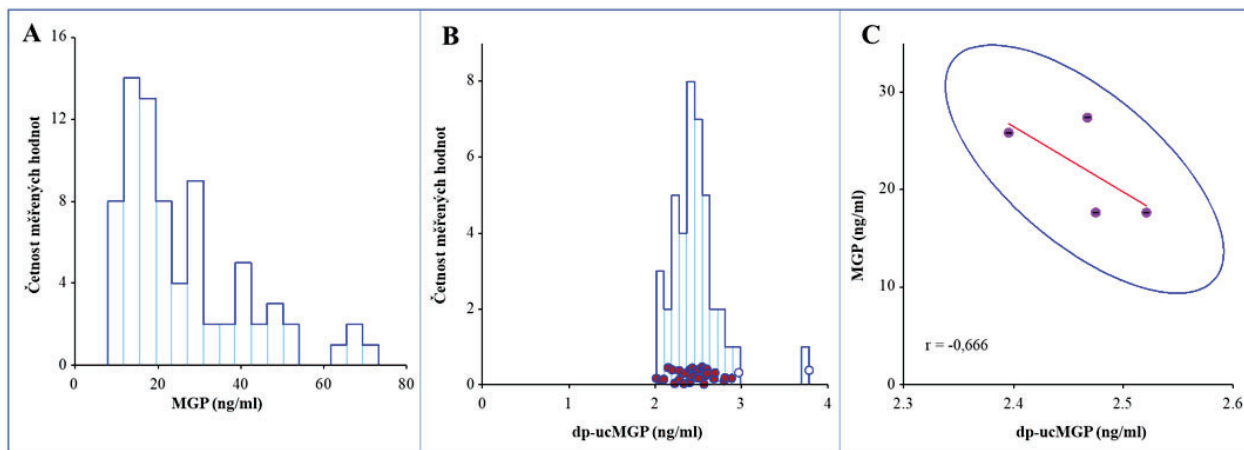 A
Četnost měřených hodnot
16
12
8
4
0
0
20
40
60
80
MGP (ng/ml)
B
Četnost měřených hodnot
8
6
4
2
0
0
1
2
3
4
dp-ucMGP (ng/ml)
C
MGP (ng/ml)
30
20
10
0
r = -0,666
2.3
2.4
2.5
2.6
dp-ucMGP (ng/ml)